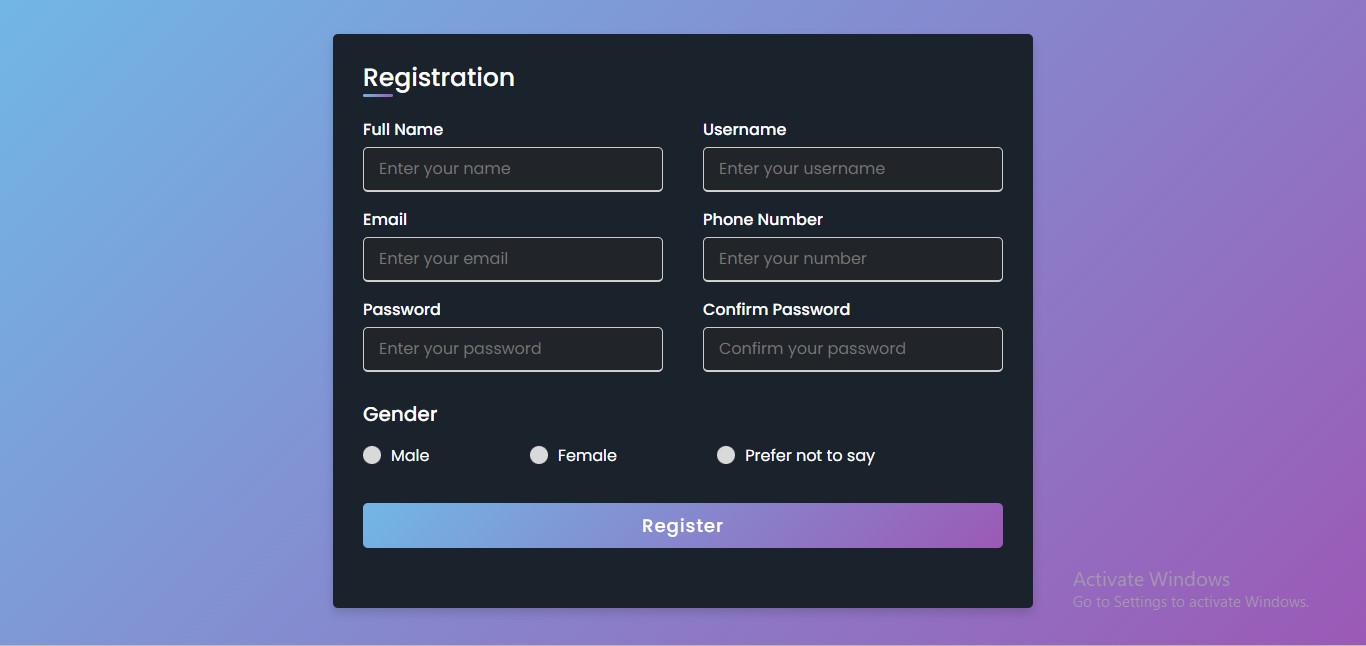 Registration
Full Name
Username
Enter your name
Enter your username
Email
Phone Number
Enter your email
Enter your number
Password
Confirm Password
Enter your password
Confirm your password
Gender
Male
Female
Prefer not to say
Register
Activate Windows
Go to Settings to activate Windows.